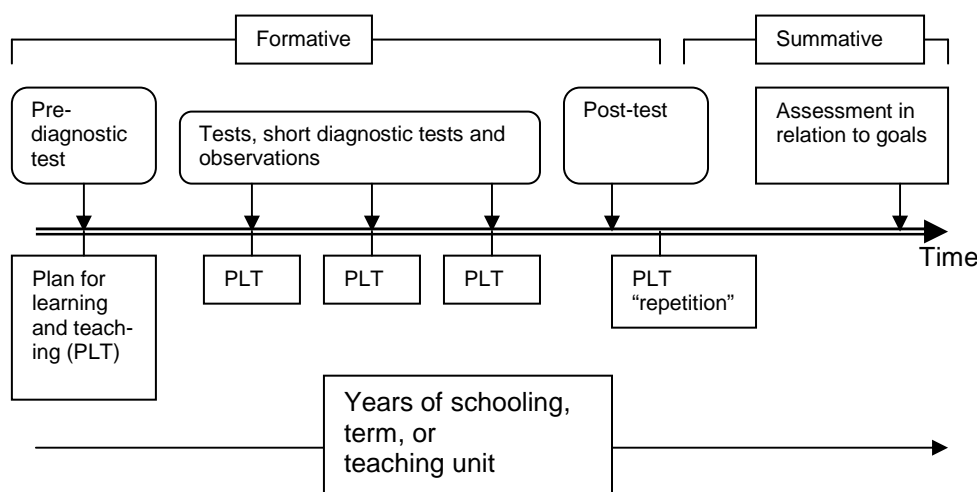 Formative
Summative
Pre-
diagnostic
test
Tests, short diagnostic tests and
observations
Post-test
Assessment in
relation to goals
Time
Plan for
learning
and teach-
ing (PLT)
PLT
PLT
PLT
PLT
“repetition”
Years of schooling,
term, or
teaching unit